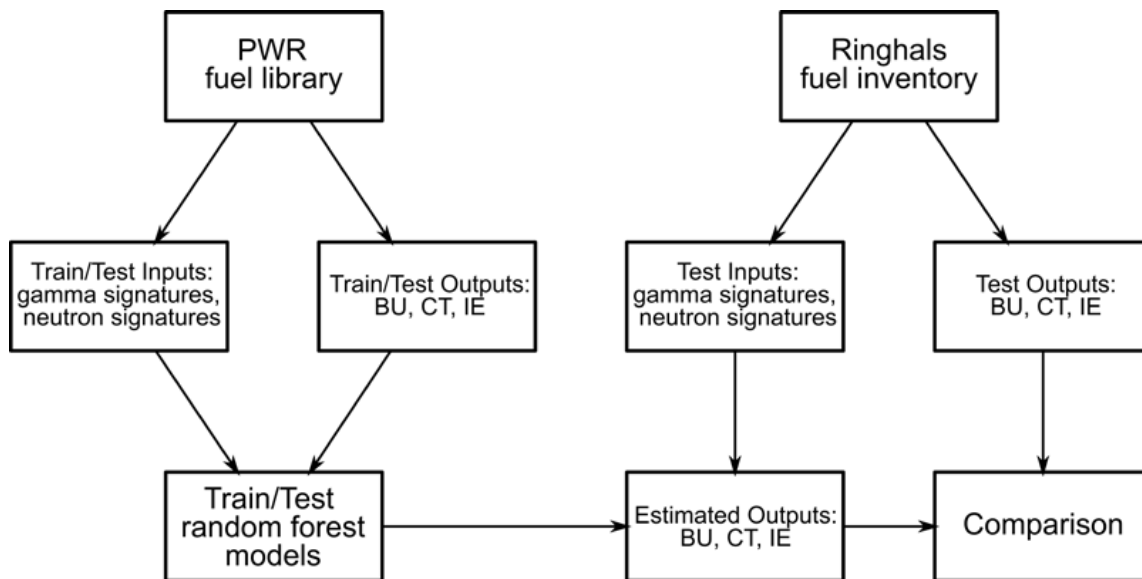 PWR
fuel library
Ringhals
fuel inventory
Train/Test Inputs:
gamma signatures,
neutron signatures
Train/Test Outputs:
BU, CT, IE
Test Inputs:
gamma signatures,
neutron signatures
Test Outputs:
BU, CT, IE
Train/Test
random forest
models
Estimated Outputs:
BU, CT, IE
Comparison